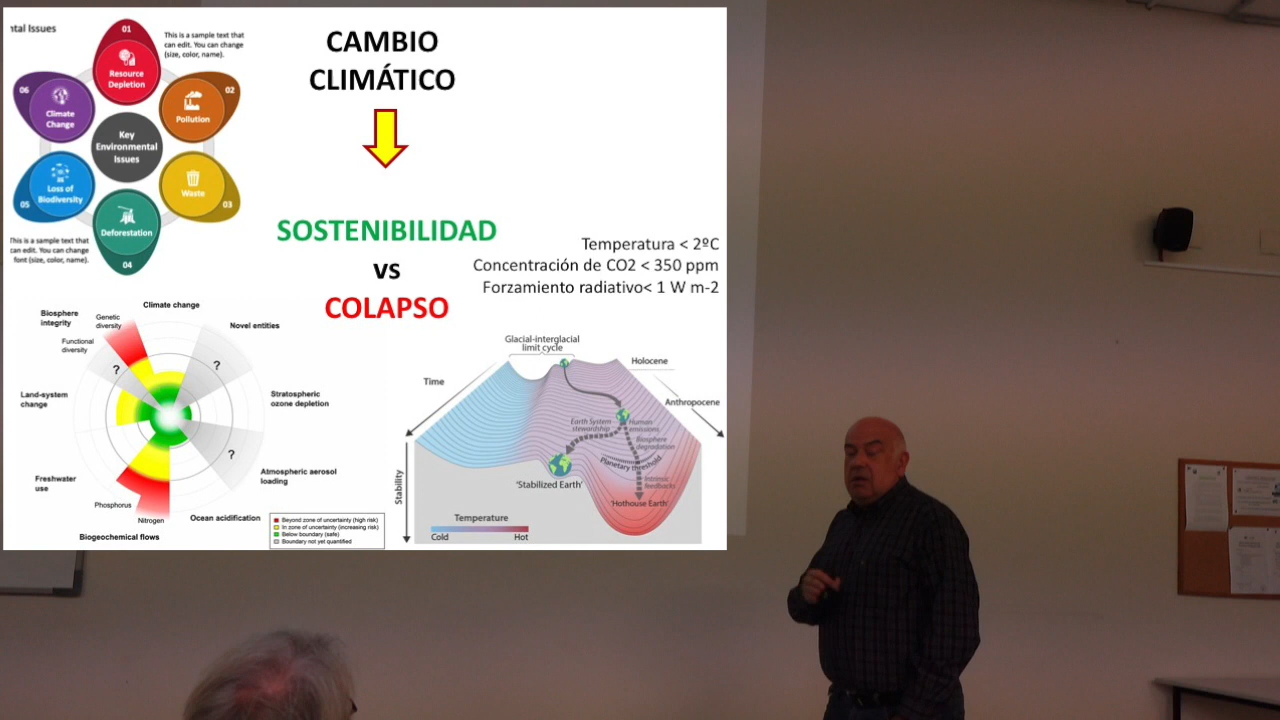 ntal Issues
01
Resource
Depletion
This is a sample text that
can edit. You can change
(size, color, name).
02
Pollution
03
Waste
04
Deforestation
05
Loss of
Biodiversity
06
Climate
Change
Key
Environmental
Issues
This is a sample text that
can edit. You can change
font (size, color, name).
CAMBIO
CLIMÁTICO
SOSTENIBILIDAD
vs
COLAPSO
Temperatura < 2ºC
Concentración de CO2 < 350 ppm
Forzamiento radiativo< 1 W m-2
Climate change
Biosphere
integrity
Genetic
diversity
Functional
diversity
Novel entities
?
?
Land-system
change
Stratospheric
ozone depletion
?
Freshwater
use
Atmospheric aerosol
loading
Phosphorus
Nitrogen
Ocean acidification
Biogeochemical flows
Beyond zone of uncertainty (high risk)
In zone of uncertainty (increasing risk)
Below boundary (safe)
Boundary not yet quantified
Glacial-interglacial
limit cycle
Holocene
Time
Anthropocene
Earth System
stewardship
Human
emissions
Biosphere
degradation
Planetary threshold
Intrinsic
feedbacks
'Stabilized Earth'
'Hothouse Earth'
Stability
Temperature
Cold
Hot